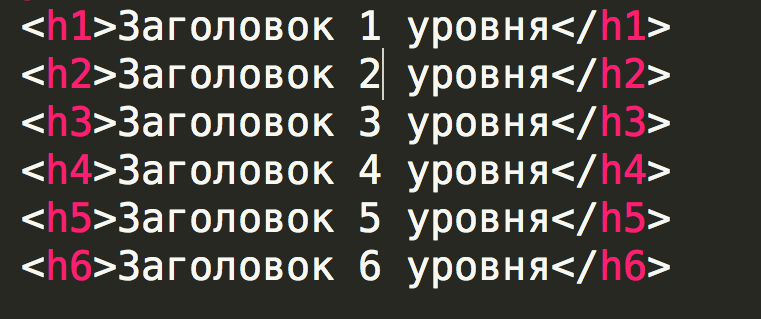 <h1>Заголовок 1 уровня</h1>
<h2>Заголовок 2 уровня</h2>
<h3>Заголовок 3 уровня</h3>
<h4>Заголовок 4 уровня</h4>
<h5>Заголовок 5 уровня</h5>
<h6>Заголовок 6 уровня</h6>